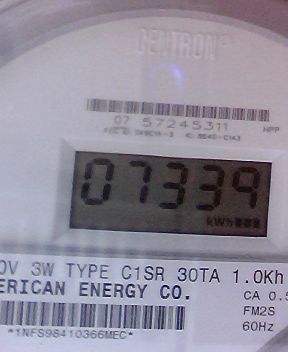 CENTRON®
07 57245311
HPP
07339
kWh
0V 3W TYPE C1SR 30TA 1.0Kh
ERICAN ENERGY CO.
CA 0.5
FM2S
60Hz
*1NFS98410366MEC*